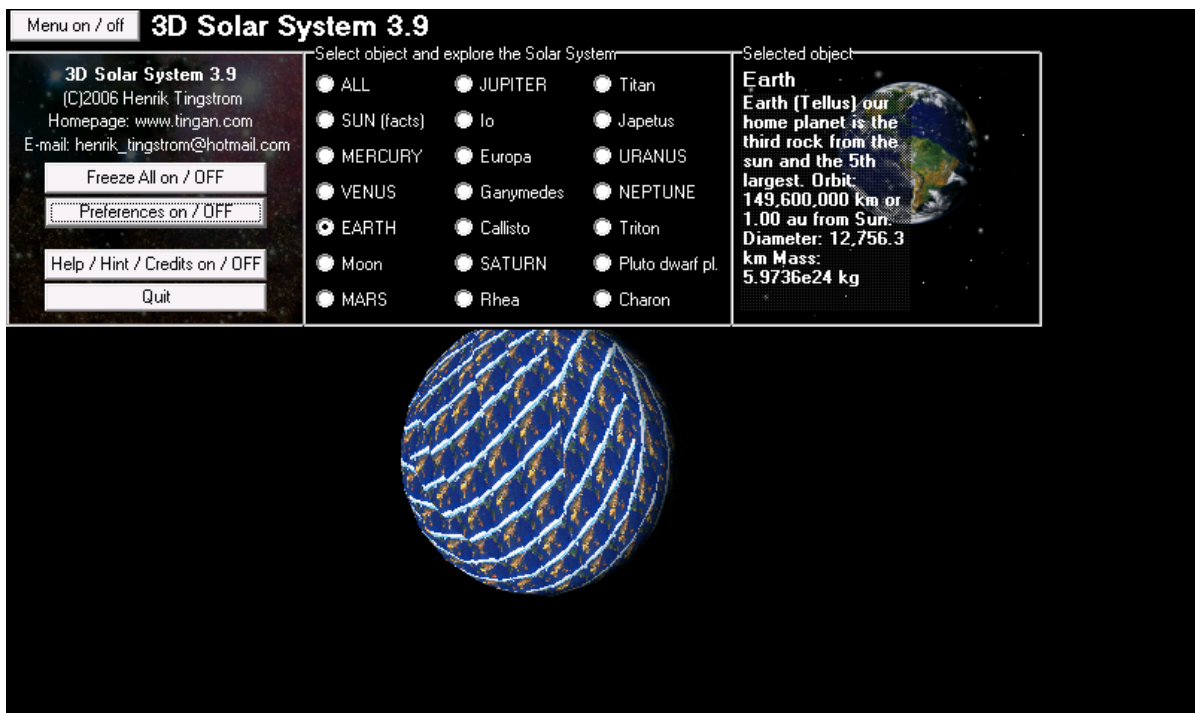 Menu on / off
3D Solar System 3.9
3D Solar System 3.9
(C)2006 Henrik Tingstrom
Homepage: www.tingan.com
E-mail: henrik_tingstrom@hotmail.com
Freeze All on / OFF
Preferences on / OFF
Help / Hint / Credits on / OFF
Quit
Select object and explore the Solar System
ALL
SUN (facts)
MERCURY
VENUS
EARTH
Moon
MARS
JUPITER
Io
Europa
Ganymedes
Callisto
SATURN
Rhea
Titan
Japetus
URANUS
NEPTUNE
Triton
Pluto dwarf pl.
Charon
Selected object
Earth
Earth (Tellus) our
home planet is the
third rock from the
sun and the 5th
largest. Orbit:
149,600,000 km or
1.00 au from Sun.
Diameter: 12,756.3
km Mass:
5.9736e24 kg